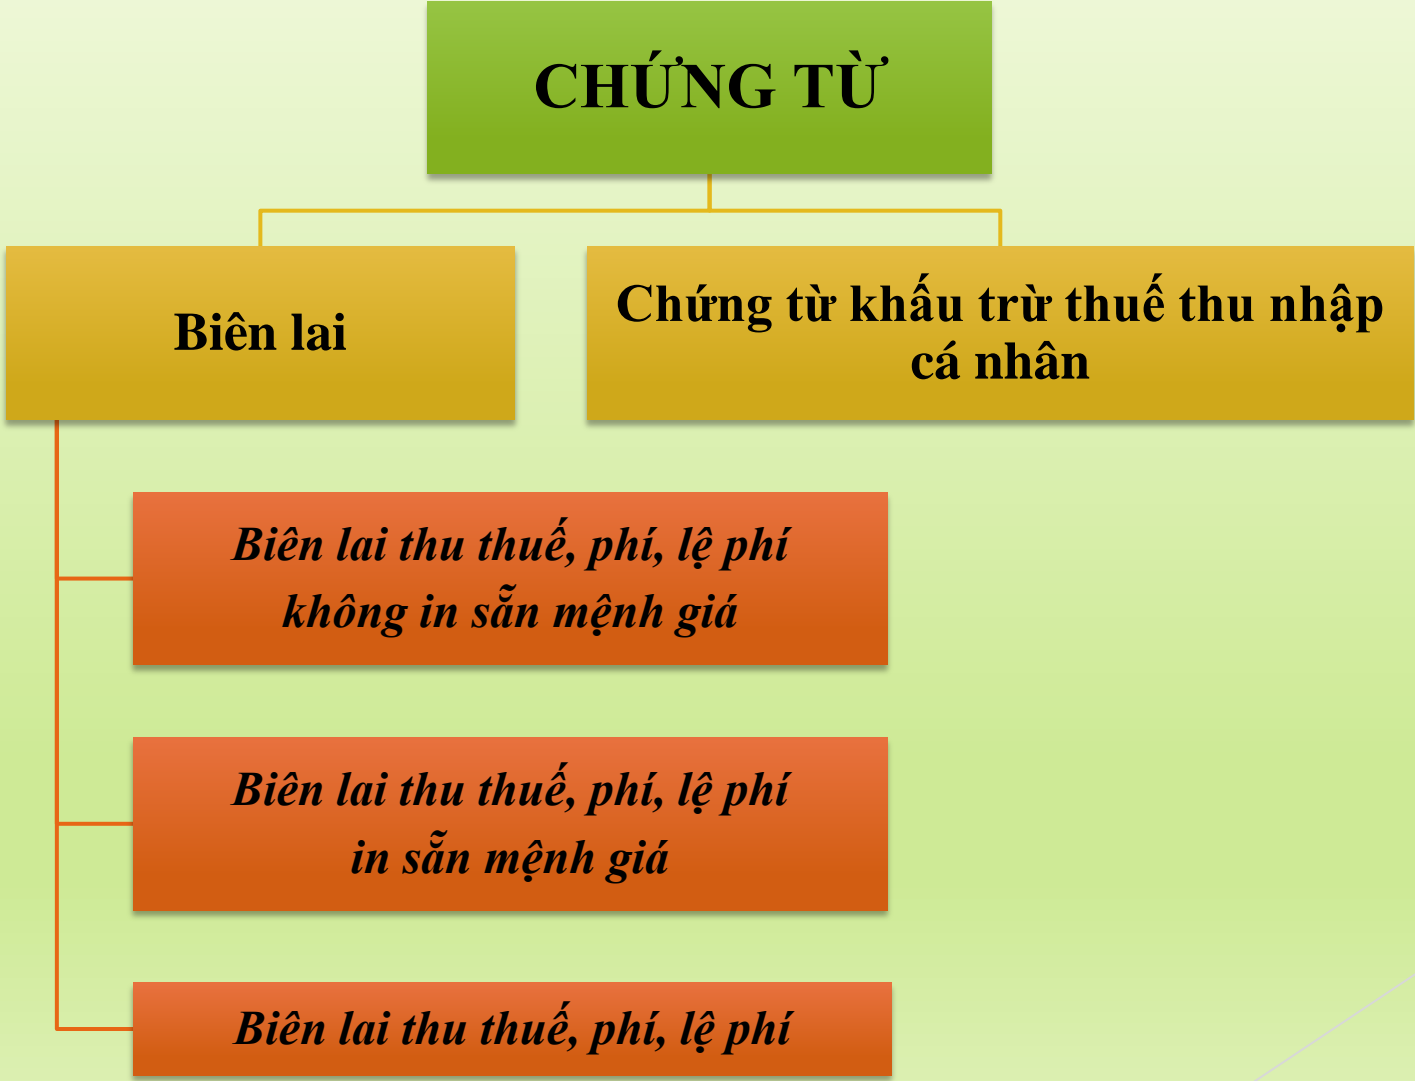 CHỨNG TỪ
Biên lai
Chứng từ khấu trừ thuế thu nhập
cá nhân
Biên lai thu thuế, phí, lệ phí
không in sẵn mệnh giá
Biên lai thu thuế, phí, lệ phí
in sẵn mệnh giá
Biên lai thu thuế, phí, lệ phí